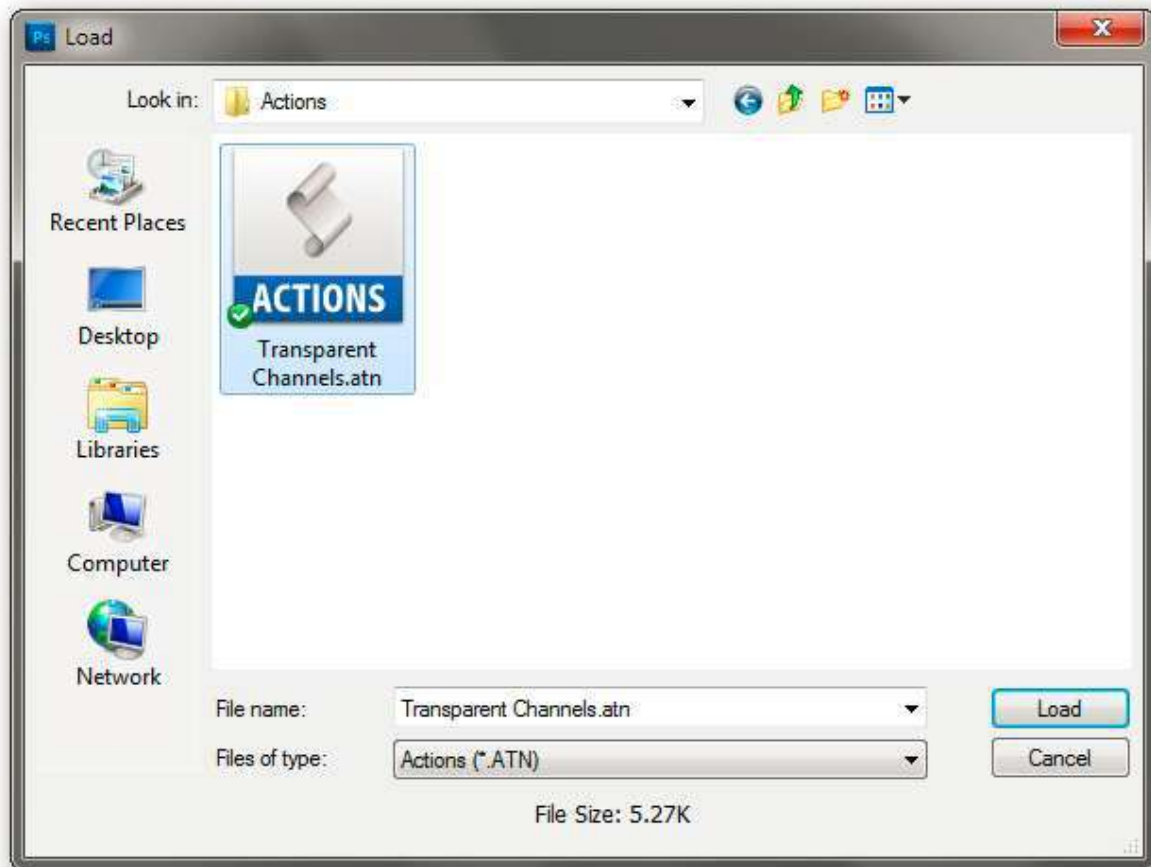 Ps Load
X
Look in: Actions
Recent Places
Desktop
Libraries
Computer
Network
ACTIONS
Transparent
Channels.atn
File name: Transparent Channels.atn Load
Files of type: Actions (*.ATN) Cancel
File Size: 5.27K